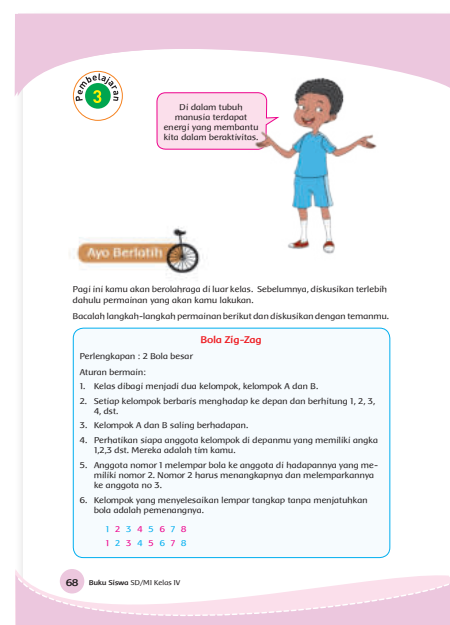 Pembelajaran
3
Di dalam tubuh
manusia terdapat
energi yang membantu
kita dalam beraktivitas.
Ayo Berlatih
Pagi ini kamu akan berolahraga di luar kelas. Sebelumnya, diskusikan terlebih
dahulu permainan yang akan kamu lakukan.
Bacalah langkah-langkah permainan berikut dan diskusikan dengan temanmu.
Bola Zig-Zag
Perlengkapan : 2 Bola besar
Aturan bermain:
1. Kelas dibagi menjadi dua kelompok, kelompok A dan B.
2. Setiap kelompok berbaris menghadap ke depan dan berhitung 1, 2, 3,
4, dst.
3. Kelompok A dan B saling berhadapan.
4. Perhatikan siapa anggota kelompok di depanmu yang memiliki angka
1,2,3 dst. Mereka adalah tim kamu.
5. Anggota nomor 1 melempar bola ke anggota di hadapannya yang me-
miliki nomor 2. Nomor 2 harus menangkapnya dan melemparkannya
ke anggota no 3.
6. Kelompok yang menyelesaikan lempar tangkap tanpa menjatuhkan
bola adalah pemenangnya.
1 2 3 4 5 6 7 8
1 2 3 4 5 6 7 8
68 Buku Siswa SD/MI Kelas IV